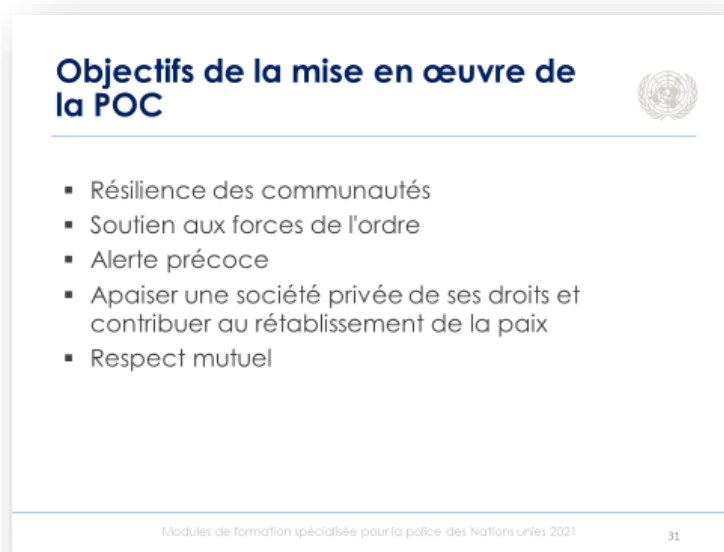 Objectifs de la mise en œuvre de
la POC
▪ Résilience des communautés
▪ Soutien aux forces de l'ordre
▪ Alerte précoce
▪ Apaiser une société privée de ses droits et
contribuer au rétablissement de la paix
▪ Respect mutuel
Modules de formation spécialisée pour la police des Nations unies 2021
31